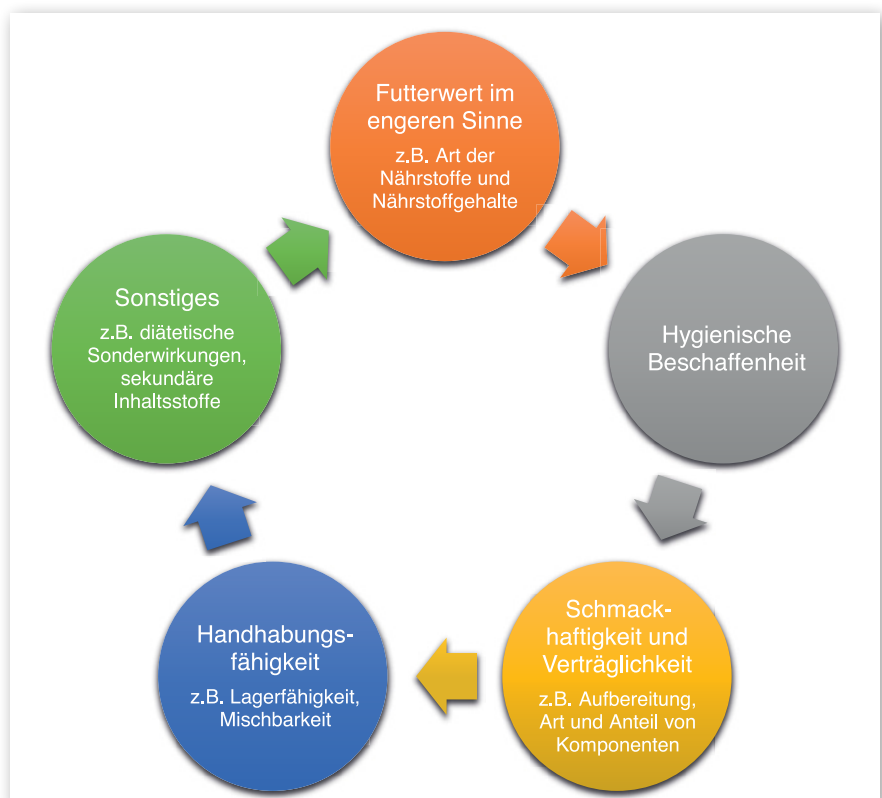 Futterwert im
engeren Sinne
z.B. Art der
Nährstoffe und
Nährstoffgehalte
Hygienische
Beschaffenheit
Schmack-
haftigkeit und
Verträglichkeit
z.B. Aufbereitung,
Art und Anteil von
Komponenten
Handhabungs-
fähigkeit
z.B. Lagerfähigkeit,
Mischbarkeit
Sonstiges
z.B. diätetische
Sonderwirkungen,
sekundäre
Inhaltsstoffe